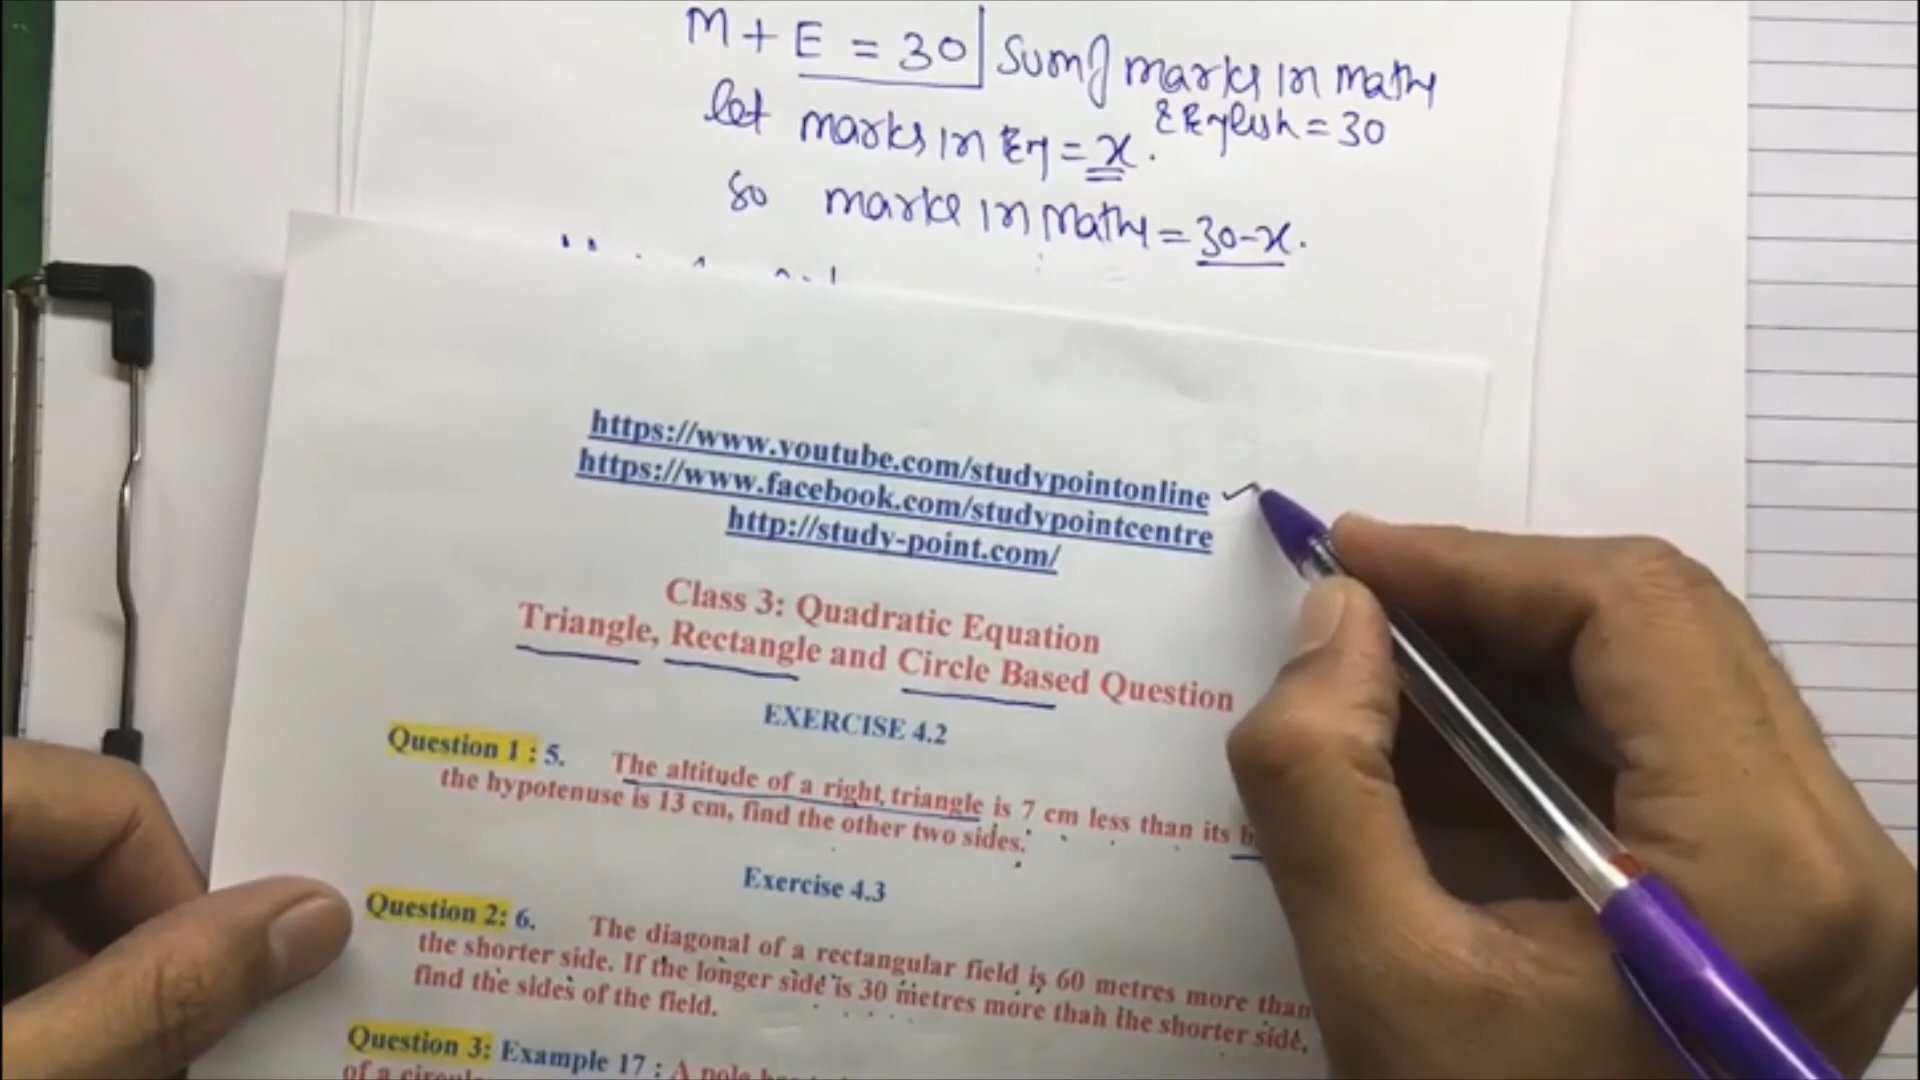 M + E = 30 | Sum of marks in maths
& English = 30
let marks in Eng = x.
so marks in maths = 30-x.
https://www.youtube.com/studypointonline
https://www.facebook.com/studypointcentre
http://study-point.com/
Class 3: Quadratic Equation
Triangle, Rectangle and Circle Based Question
EXERCISE 4.2
Question 1 : 5. The altitude of a right triangle is 7 cm less than its
the hypotenuse is 13 cm, find the other two sides.
Exercise 4.3
Question 2: 6. The diagonal of a rectangular field is 60 metres more than
the shorter side. If the longer side is 30 metres more than the shorter side,
find the sides of the field.
Question 3: Example 17 : A pole
of a